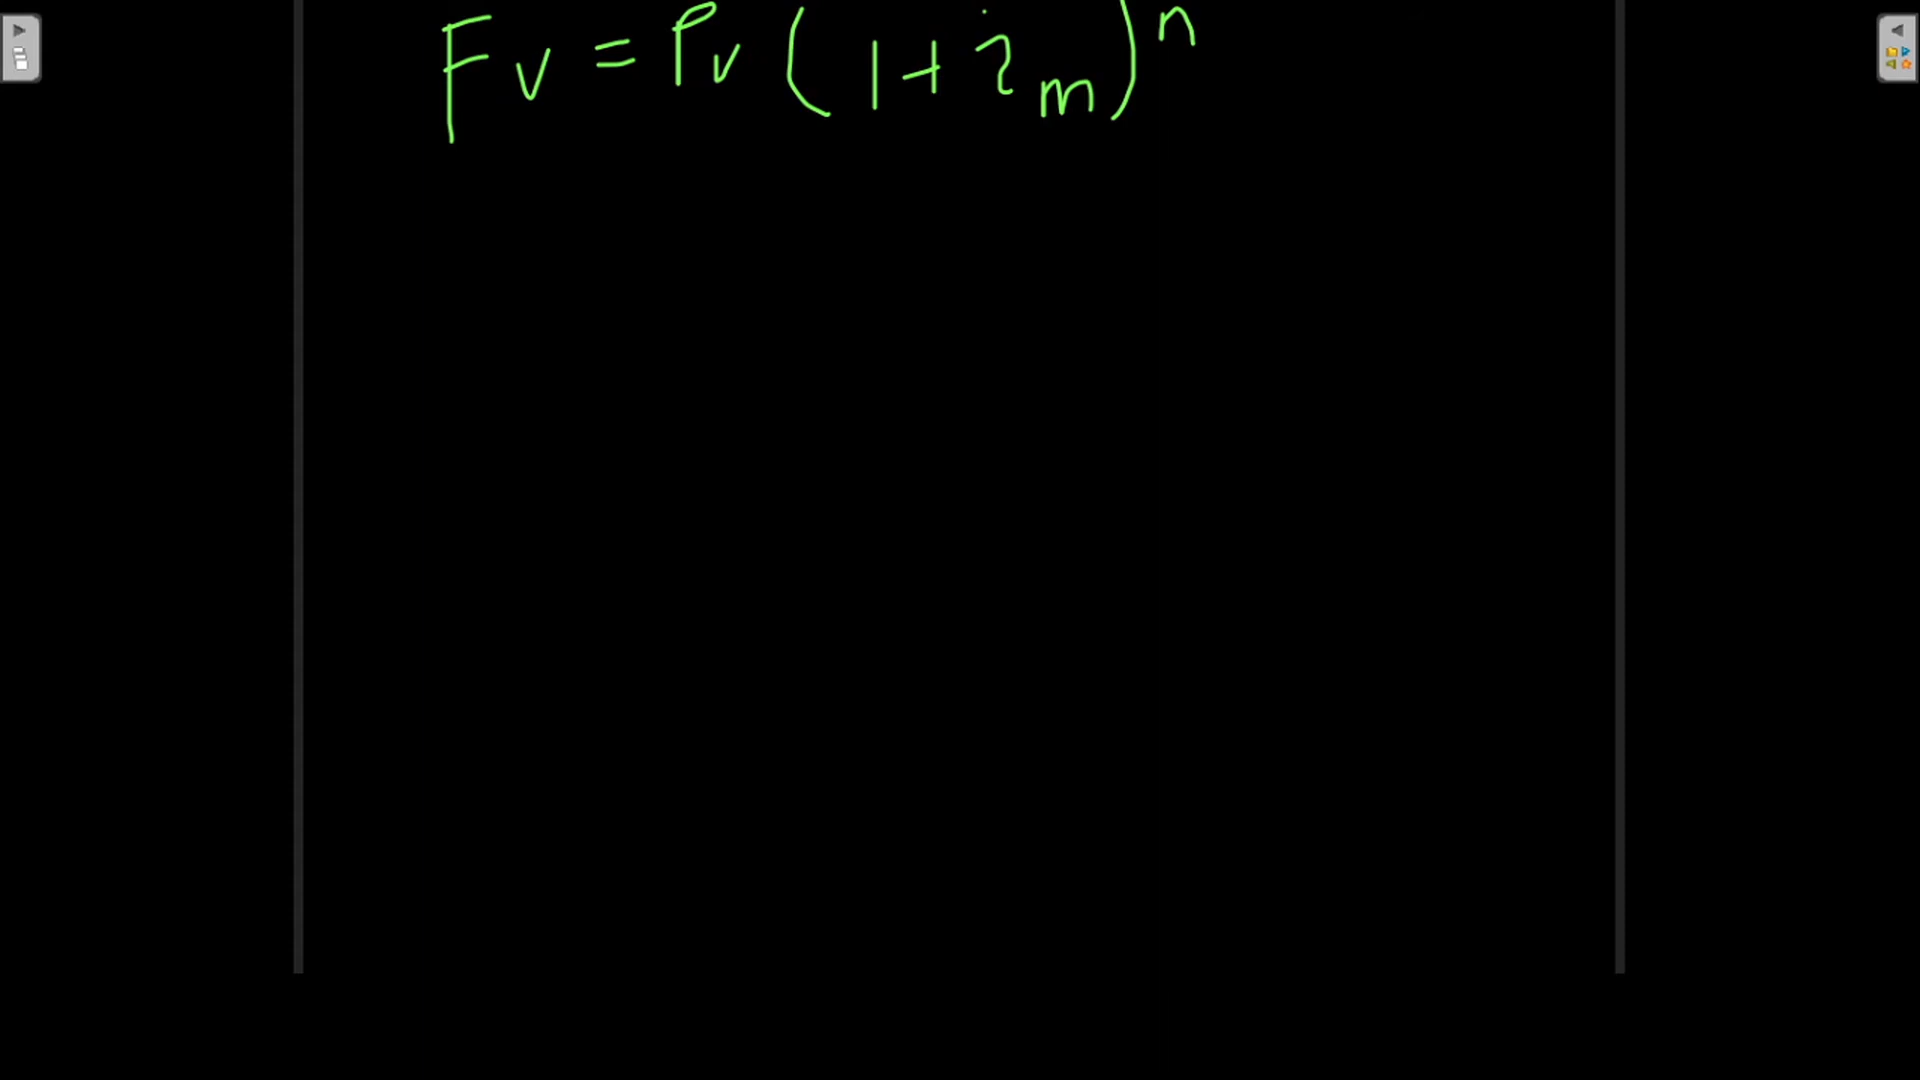 Fv = Pv (1 + i_m)^n